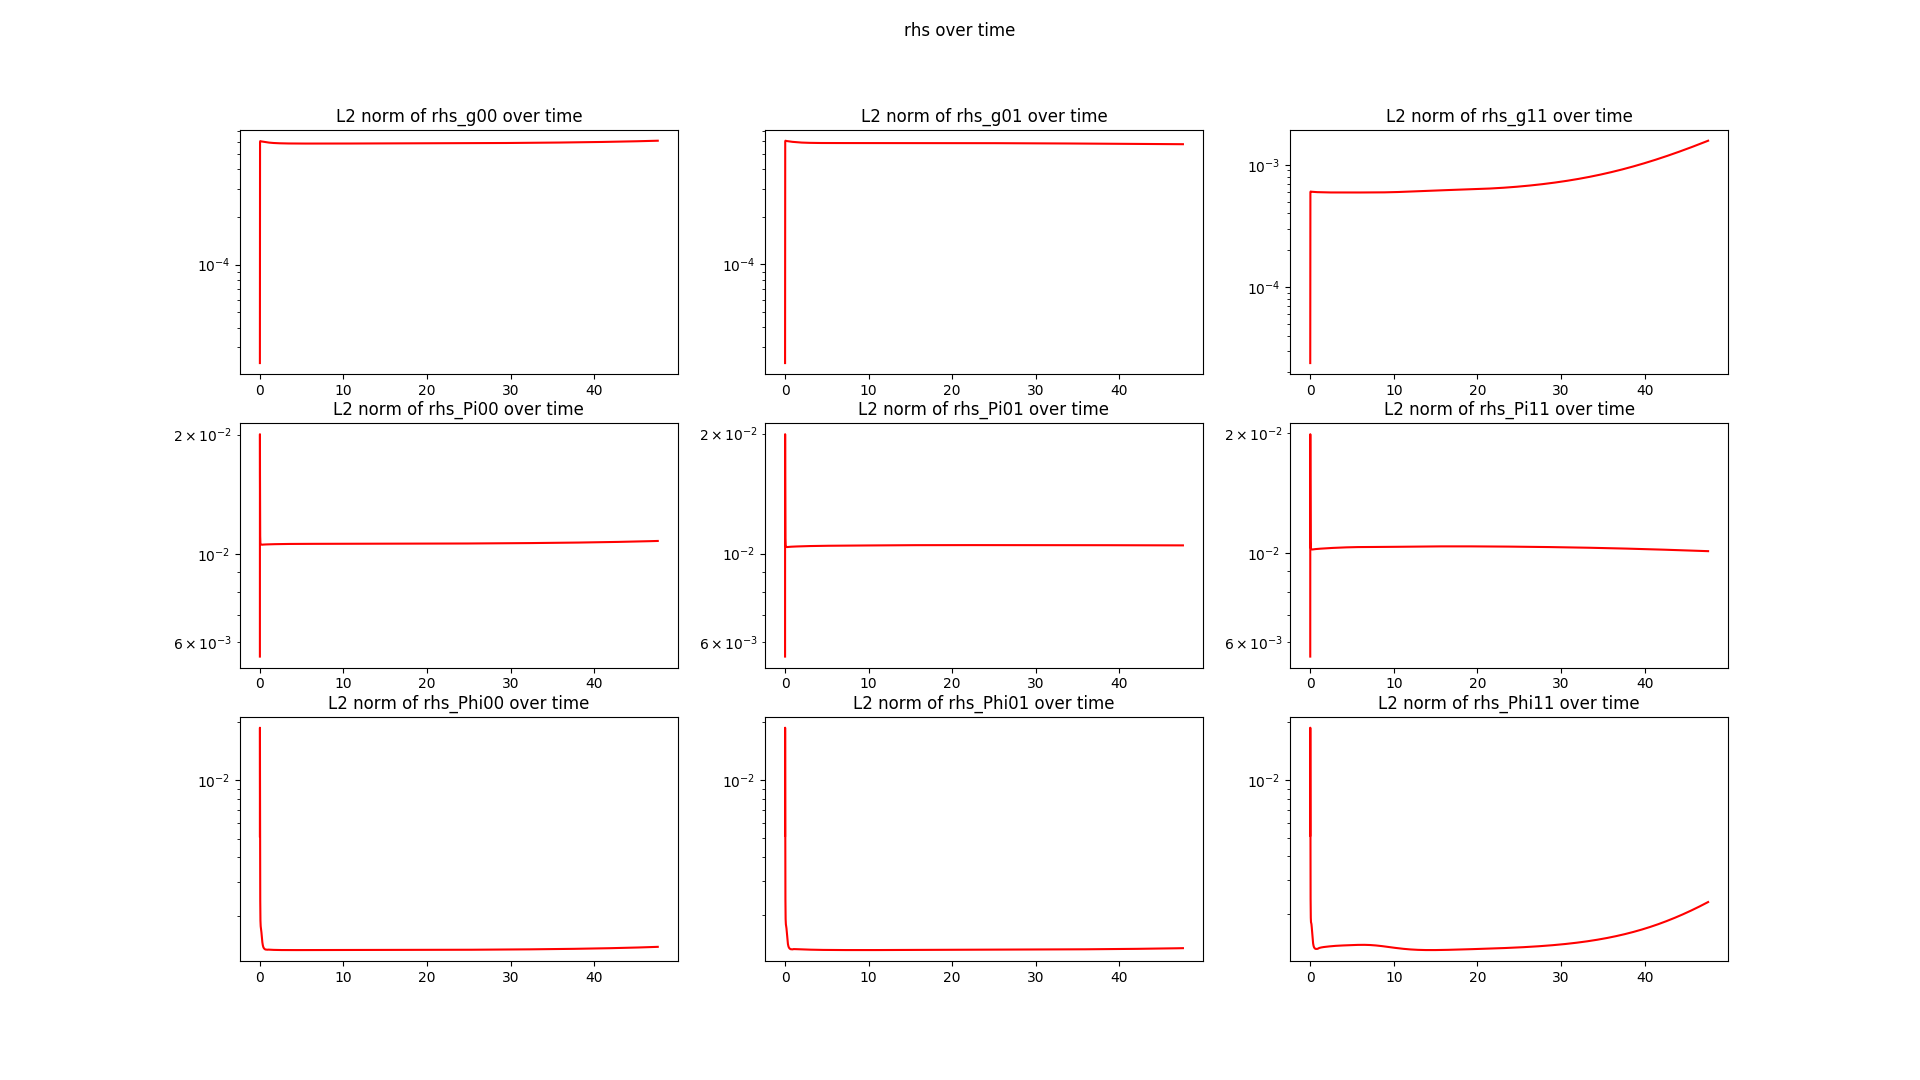 rhs over time
L2 norm of rhs_g00 over time
L2 norm of rhs_g01 over time
L2 norm of rhs_g11 over time
10⁻⁴
0 10 20 30 40
10⁻⁴
0 10 20 30 40
10⁻³
10⁻⁴
0 10 20 30 40
L2 norm of rhs_Pi00 over time
L2 norm of rhs_Pi01 over time
L2 norm of rhs_Pi11 over time
2 × 10⁻²
10⁻²
6 × 10⁻³
0 10 20 30 40
2 × 10⁻²
10⁻²
6 × 10⁻³
0 10 20 30 40
2 × 10⁻²
10⁻²
6 × 10⁻³
0 10 20 30 40
L2 norm of rhs_Phi00 over time
L2 norm of rhs_Phi01 over time
L2 norm of rhs_Phi11 over time
10⁻²
0 10 20 30 40
10⁻²
0 10 20 30 40
10⁻²
0 10 20 30 40